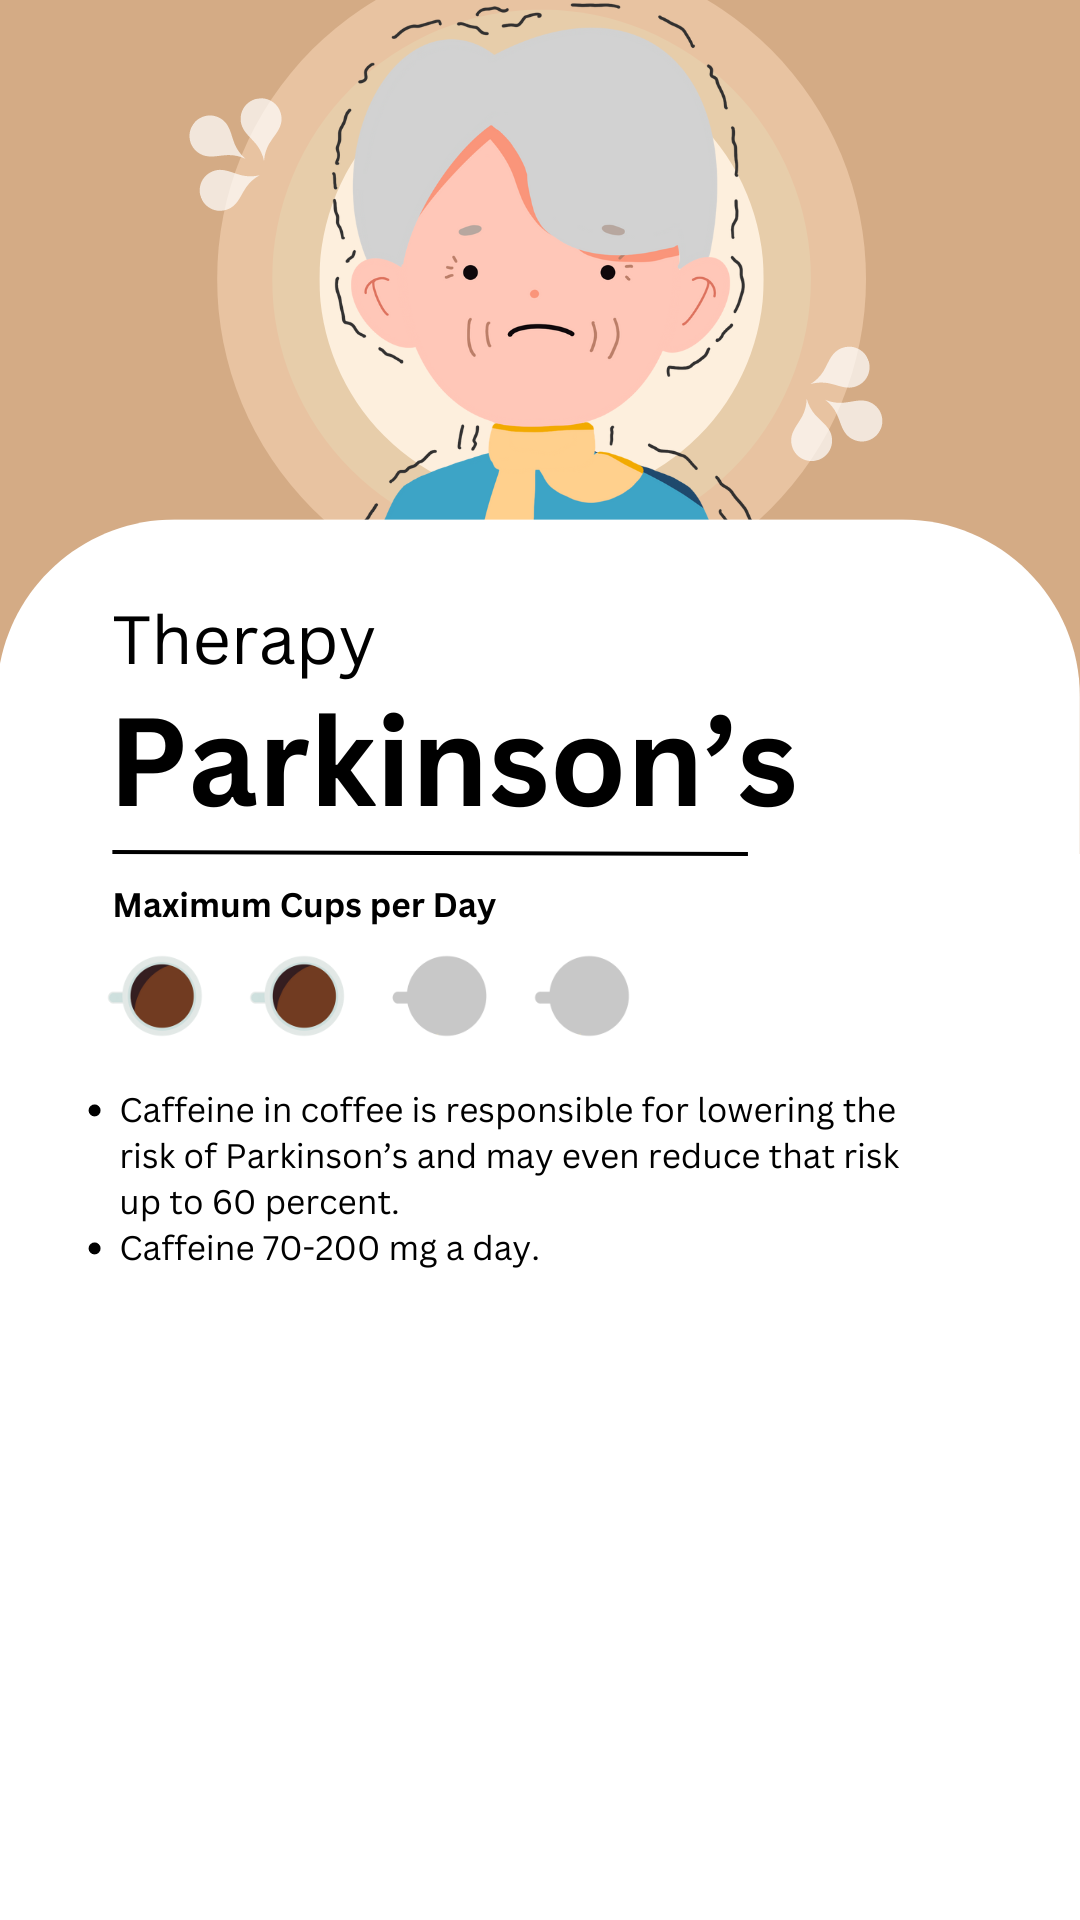 Therapy
Parkinson’s
Maximum Cups per Day
• Caffeine in coffee is responsible for lowering the
risk of Parkinson’s and may even reduce that risk
up to 60 percent.
• Caffeine 70-200 mg a day.